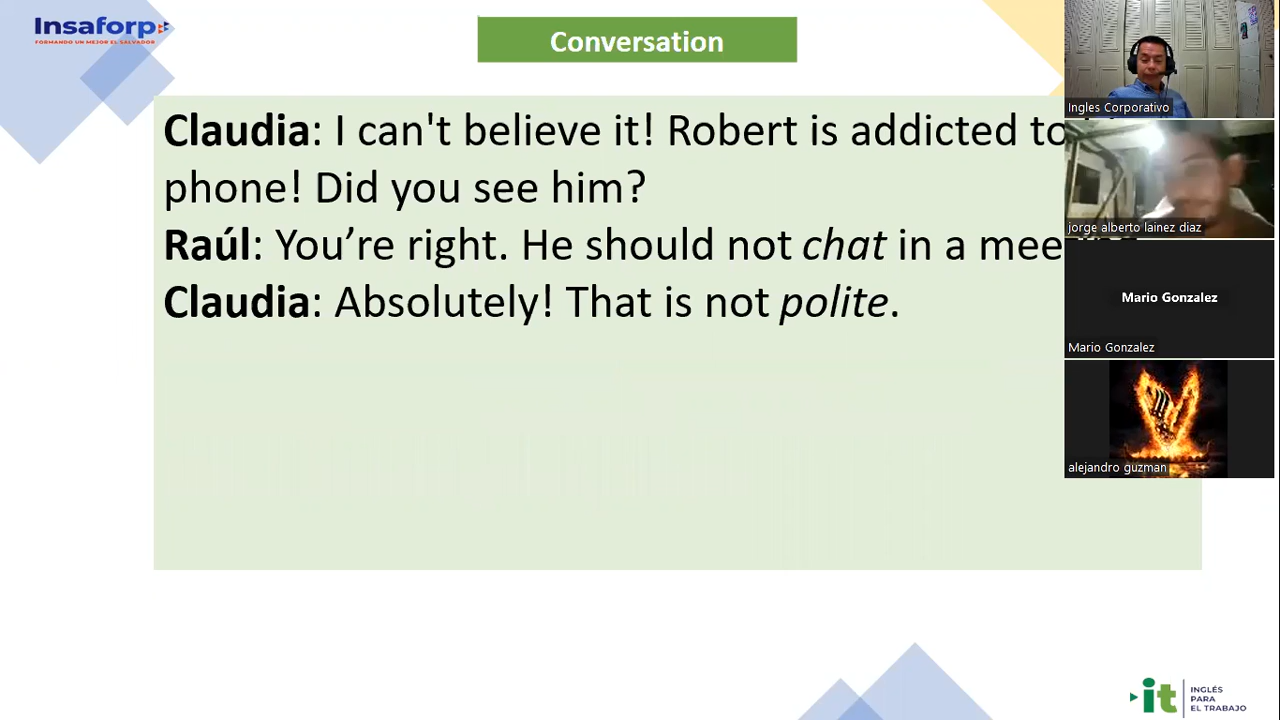 Insaforp
FORMANDO UN MEJOR EL SALVADOR
Conversation
Claudia: I can't believe it! Robert is addicted to
phone! Did you see him?
Raúl: You’re right. He should not chat in a
Claudia: Absolutely! That is not polite.
Ingles Corporativo
jorge alberto lainez diaz
Mario Gonzalez
Mario Gonzalez
alejandro guzman
it INGLÉS
PARA
EL TRABAJO